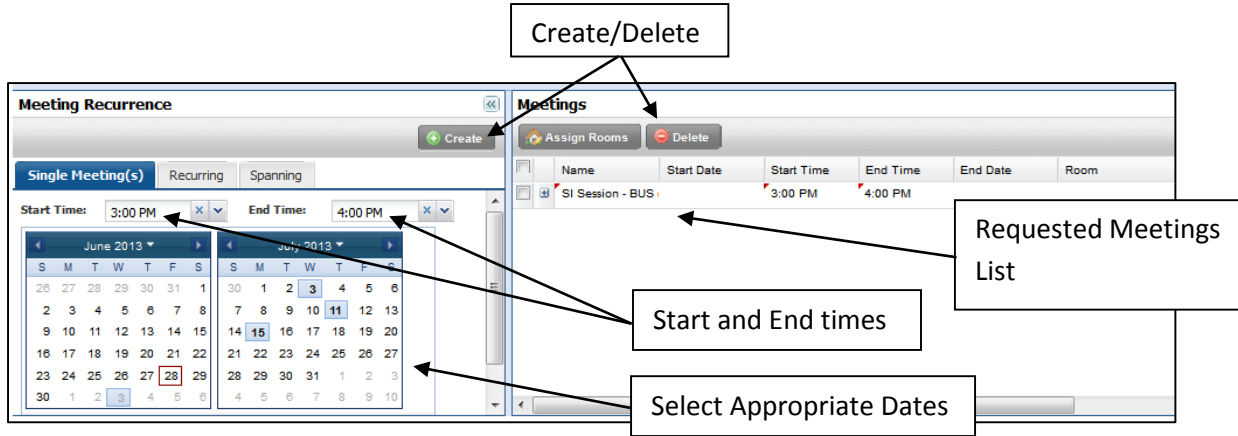 Create/Delete
Meeting Recurrence
Create
Single Meeting(s) Recurring Spanning
Start Time: 3:00 PM End Time: 4:00 PM
June 2013
S M T W T F S
26 27 28 29 30 31 1
2 3 4 5 6 7 8
9 10 11 12 13 14 15
16 17 18 19 20 21 22
23 24 25 26 27 28 29
30 1 2 3 4 5 6
July 2013
S M T W T F S
30 1 2 3 4 5 6
7 8 9 10 11 12 13
14 15 16 17 18 19 20
21 22 23 24 25 26 27
28 29 30 31 1 2 3
4 5 6 7 8 9 10
Meetings
Assign Rooms Delete
Name Start Date Start Time End Time End Date Room
SI Session - BUS 3:00 PM 4:00 PM
Requested Meetings
List
Start and End times
Select Appropriate Dates